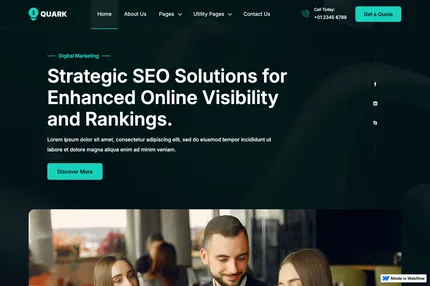 QUARK
Home
About Us
Pages
Utility Pages
Contact Us
Call Today:
+01 2345 6789
Get a Quote
Digital Marketing
Strategic SEO Solutions for
Enhanced Online Visibility
and Rankings.
Lorem ipsum dolor sit amet, consectetur adipiscing elit, sed do eiusmod tempor incididunt ut
labore et dolore magna aliqua enim ad minim veniam.
Discover More
Made in Webflow